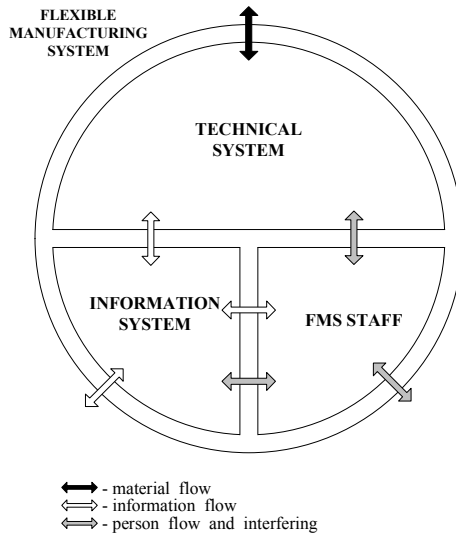 FLEXIBLE
MANUFACTURING
SYSTEM
TECHNICAL
SYSTEM
INFORMATION
SYSTEM
FMS STAFF
- material flow
- information flow
- person flow and interfering